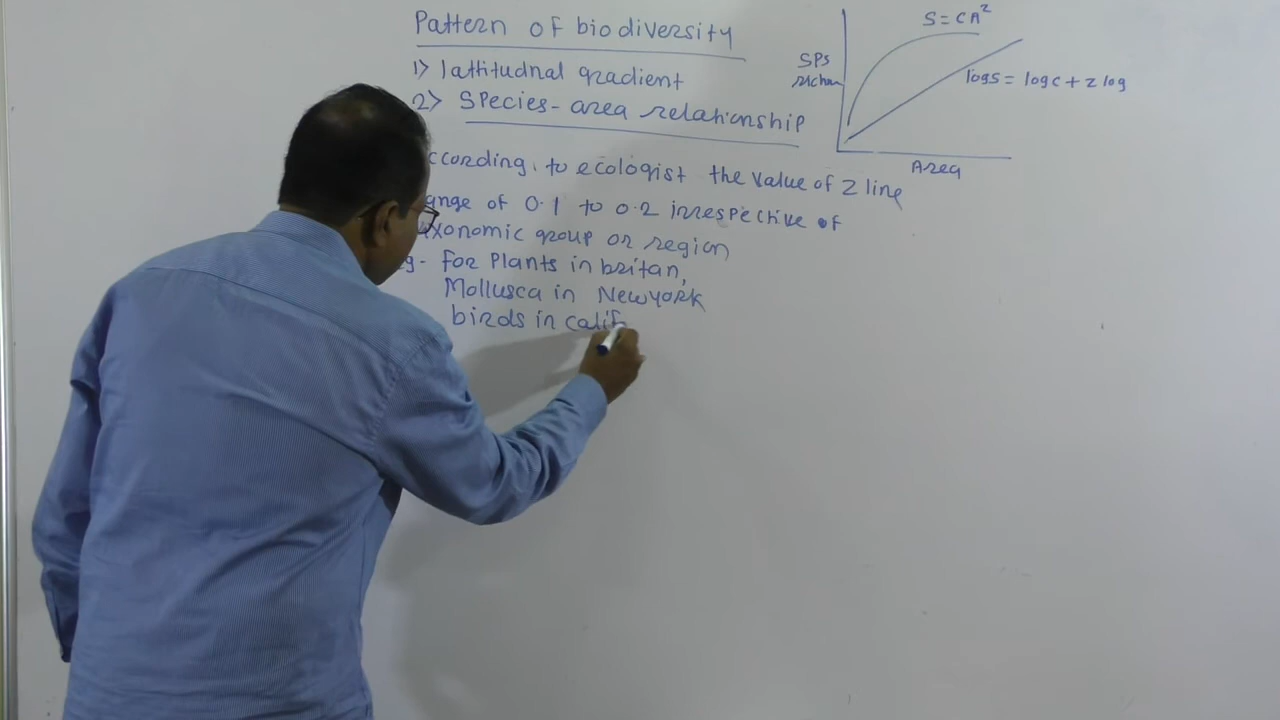 Pattern of biodiversity
1) lattitudnal gradient
2) Species-area relationship
ccording to ecologist the value of Z line
ange of 0.1 to 0.2 irrespective of
axonomic group or region
g- for Plants in britan,
Mollusca in Newyork
birds in calif
S = CA²
SPs
logs = logc + z log
Area